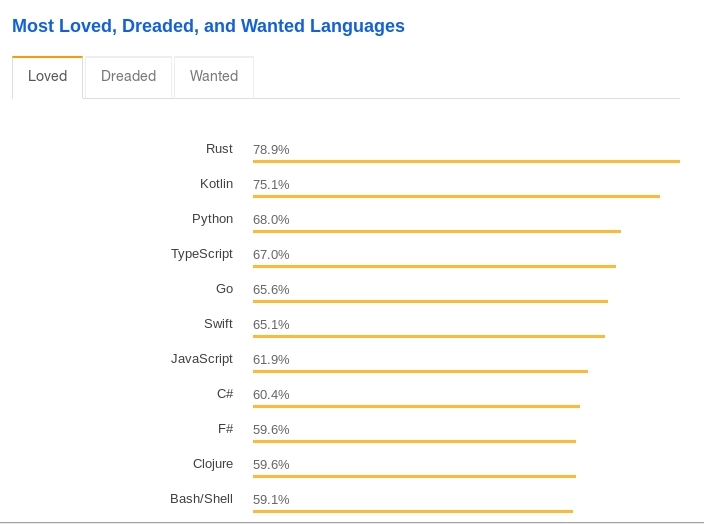 Most Loved, Dreaded, and Wanted Languages
Loved Dreaded Wanted
Rust 78.9%
Kotlin 75.1%
Python 68.0%
TypeScript 67.0%
Go 65.6%
Swift 65.1%
JavaScript 61.9%
C# 60.4%
F# 59.6%
Clojure 59.6%
Bash/Shell 59.1%